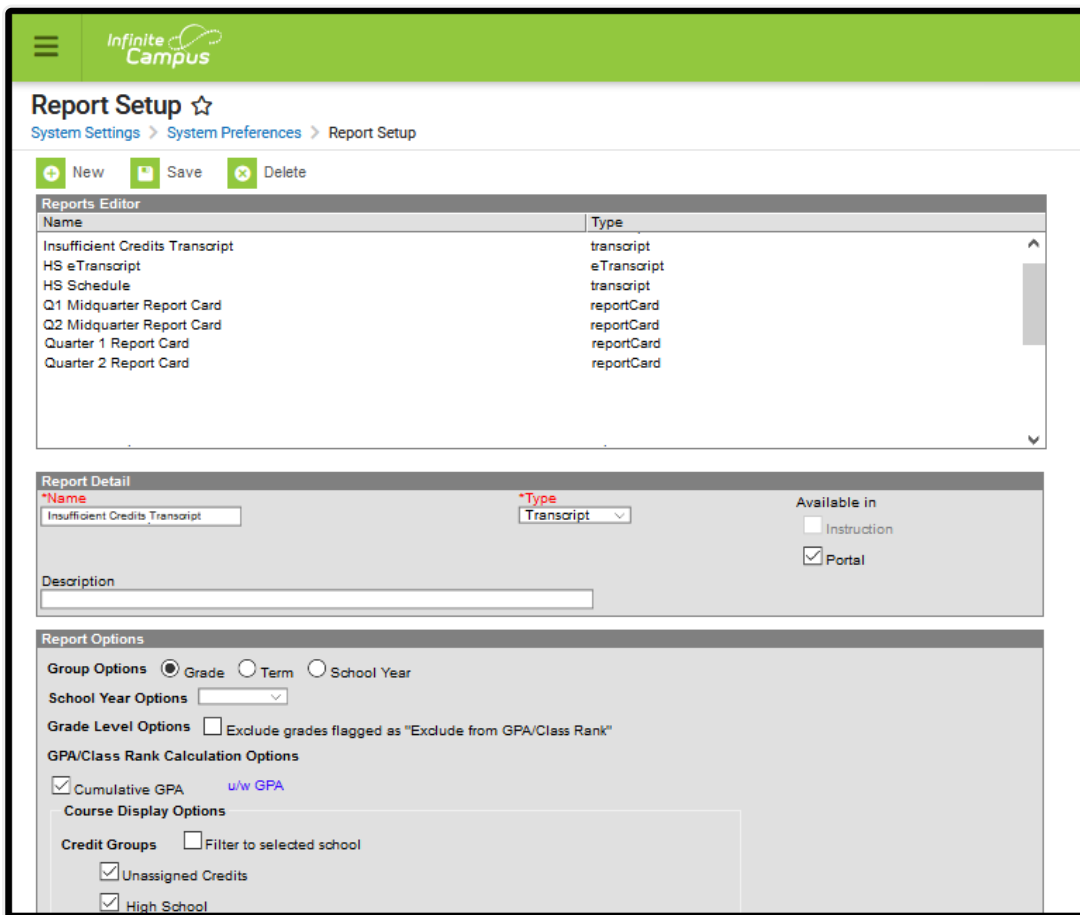 Infinite
Campus
Report Setup
System Settings > System Preferences > Report Setup
New Save Delete
Reports Editor
Name Type
Insufficient Credits Transcript transcript
HS eTranscript eTranscript
HS Schedule transcript
Q1 Midquarter Report Card reportCard
Q2 Midquarter Report Card reportCard
Quarter 1 Report Card reportCard
Quarter 2 Report Card reportCard
Report Detail
*Name *Type Available in
Insufficient Credits Transcript Transcript
Instruction
Portal
Description
Report Options
Group Options Grade Term School Year
School Year Options
Grade Level Options Exclude grades flagged as "Exclude from GPA/Class Rank"
GPA/Class Rank Calculation Options
Cumulative GPA u/w GPA
Course Display Options
Credit Groups Filter to selected school
Unassigned Credits
High School